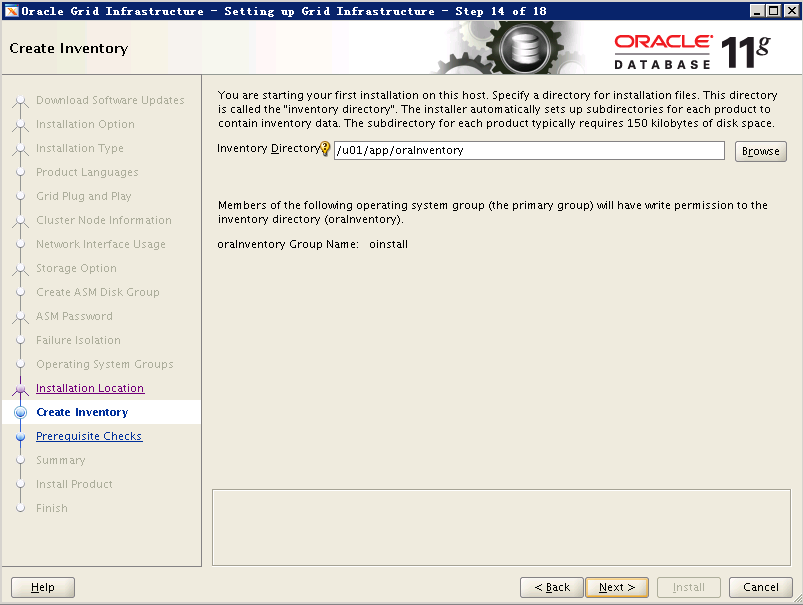 Oracle Grid Infrastructure - Setting up Grid Infrastructure - Step 14 of 18
Create Inventory
ORACLE
DATABASE 11g
Download Software Updates
Installation Option
Installation Type
Product Languages
Grid Plug and Play
Cluster Node Information
Network Interface Usage
Storage Option
Create ASM Disk Group
ASM Password
Failure Isolation
Operating System Groups
Installation Location
Create Inventory
Prerequisite Checks
Summary
Install Product
Finish
You are starting your first installation on this host. Specify a directory for installation files. This directory
is called the "inventory directory". The installer automatically sets up subdirectories for each product to
contain inventory data. The subdirectory for each product typically requires 150 kilobytes of disk space.
Inventory Directory /u01/app/oraInventory Browse
Members of the following operating system group (the primary group) will have write permission to the
inventory directory (oraInventory).
oraInventory Group Name: oinstall
Help < Back Next > Install Cancel